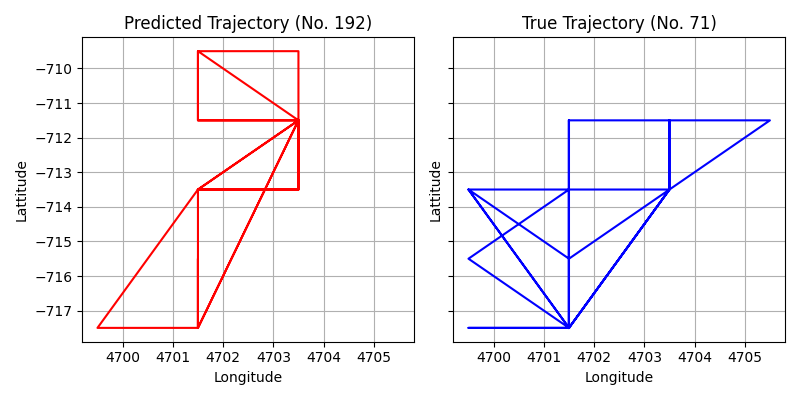 Predicted Trajectory (No. 192)
True Trajectory (No. 71)
Lattitude
−710
−711
−712
−713
−714
−715
−716
−717
4700 4701 4702 4703 4704 4705
Longitude
Lattitude
4700 4701 4702 4703 4704 4705
Longitude